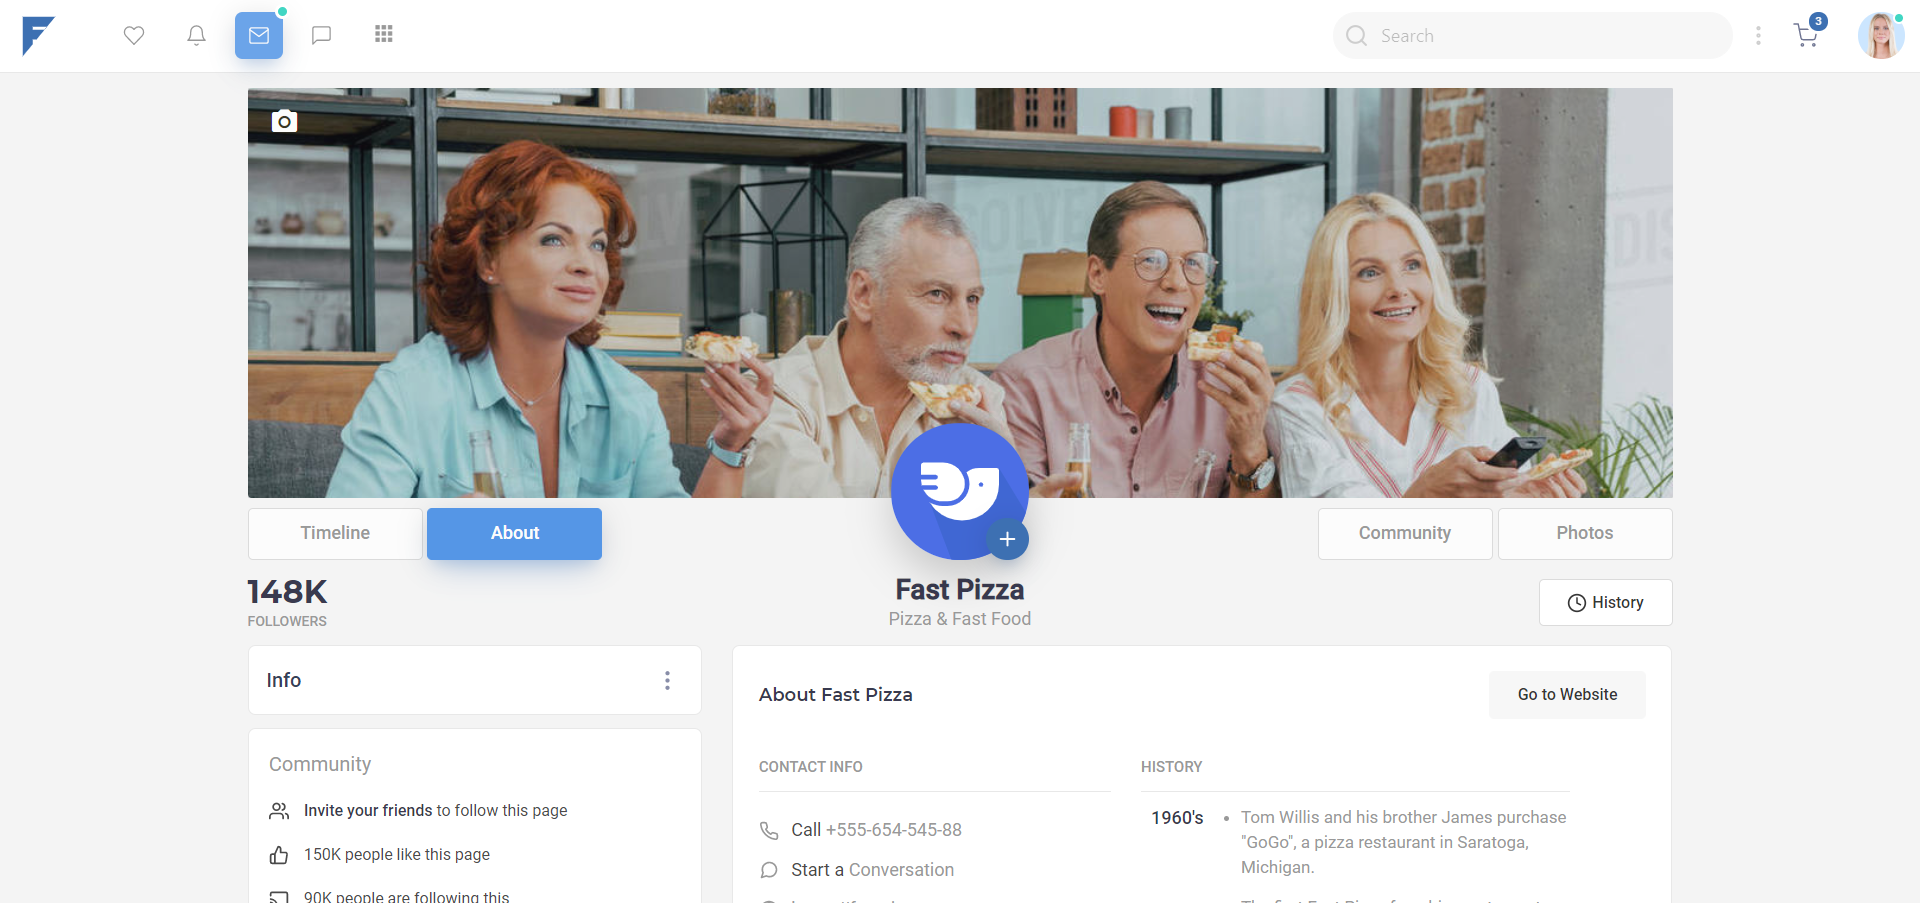 Search
3
Timeline
About
Community
Photos
148K
FOLLOWERS
Fast Pizza
Pizza & Fast Food
History
Info
Community
Invite your friends to follow this page
150K people like this page
90K people are following this
About Fast Pizza
Go to Website
CONTACT INFO
Call +555-654-545-88
Start a Conversation
HISTORY
1960's
Tom Willis and his brother James purchase
"GoGo", a pizza restaurant in Saratoga,
Michigan.